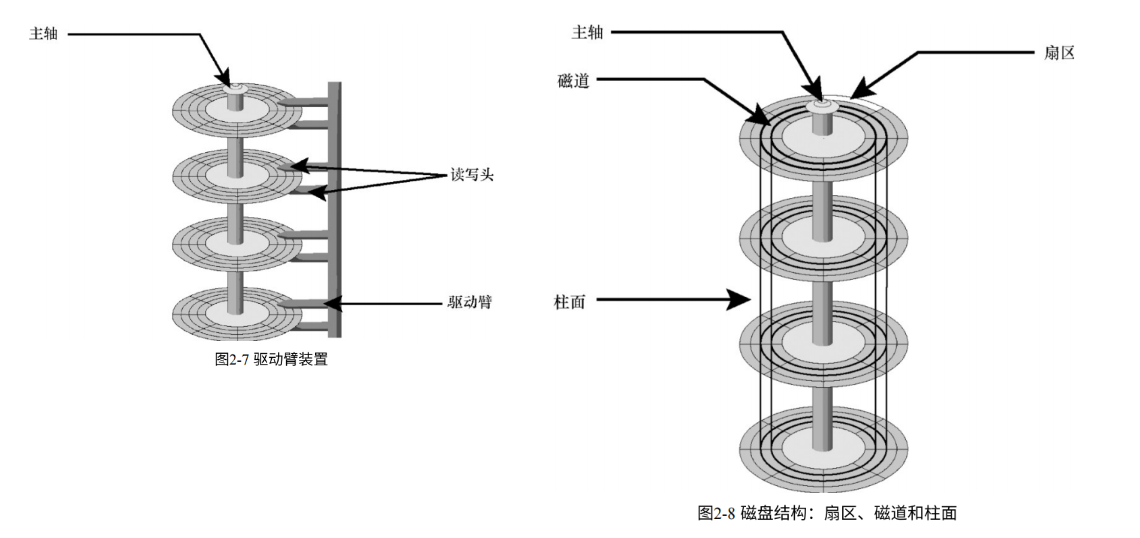 主轴
读写头
驱动臂
图2-7 驱动臂装置
主轴
扇区
磁道
柱面
图2-8 磁盘结构：扇区、磁道和柱面